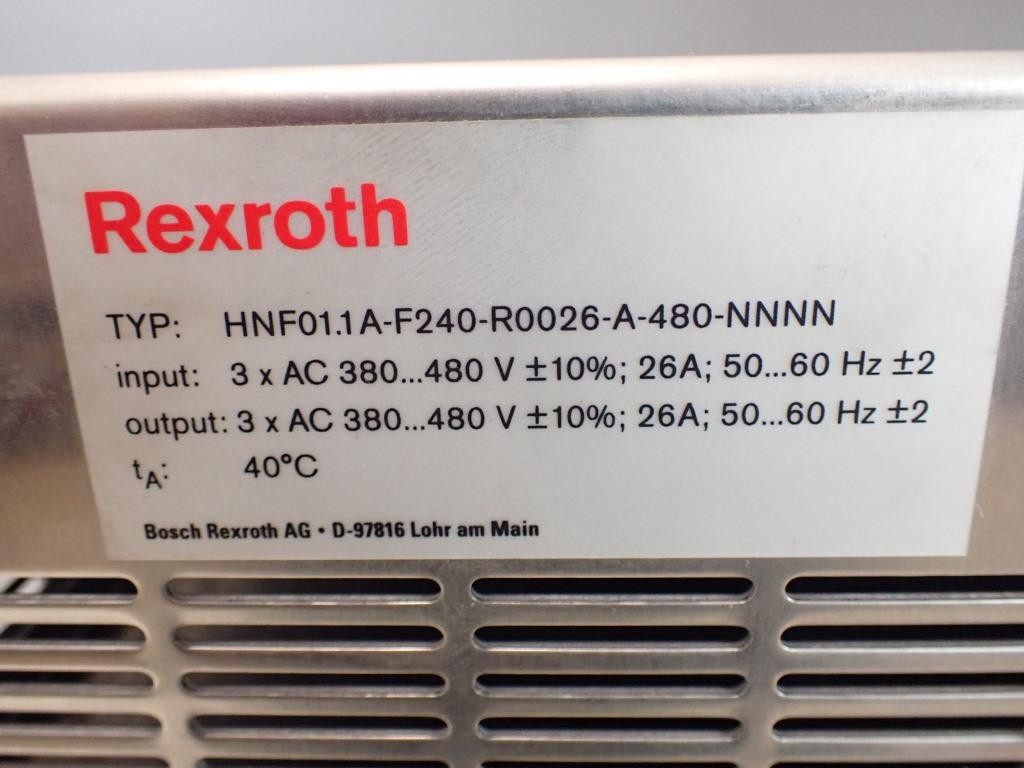 Rexroth
TYP: HNF01.1A-F240-R0026-A-480-NNNN
input: 3 x AC 380...480 V ±10%; 26A; 50...60 Hz ±2
output: 3 x AC 380...480 V ±10%; 26A; 50...60 Hz ±2
tA: 40°C
Bosch Rexroth AG • D-97816 Lohr am Main